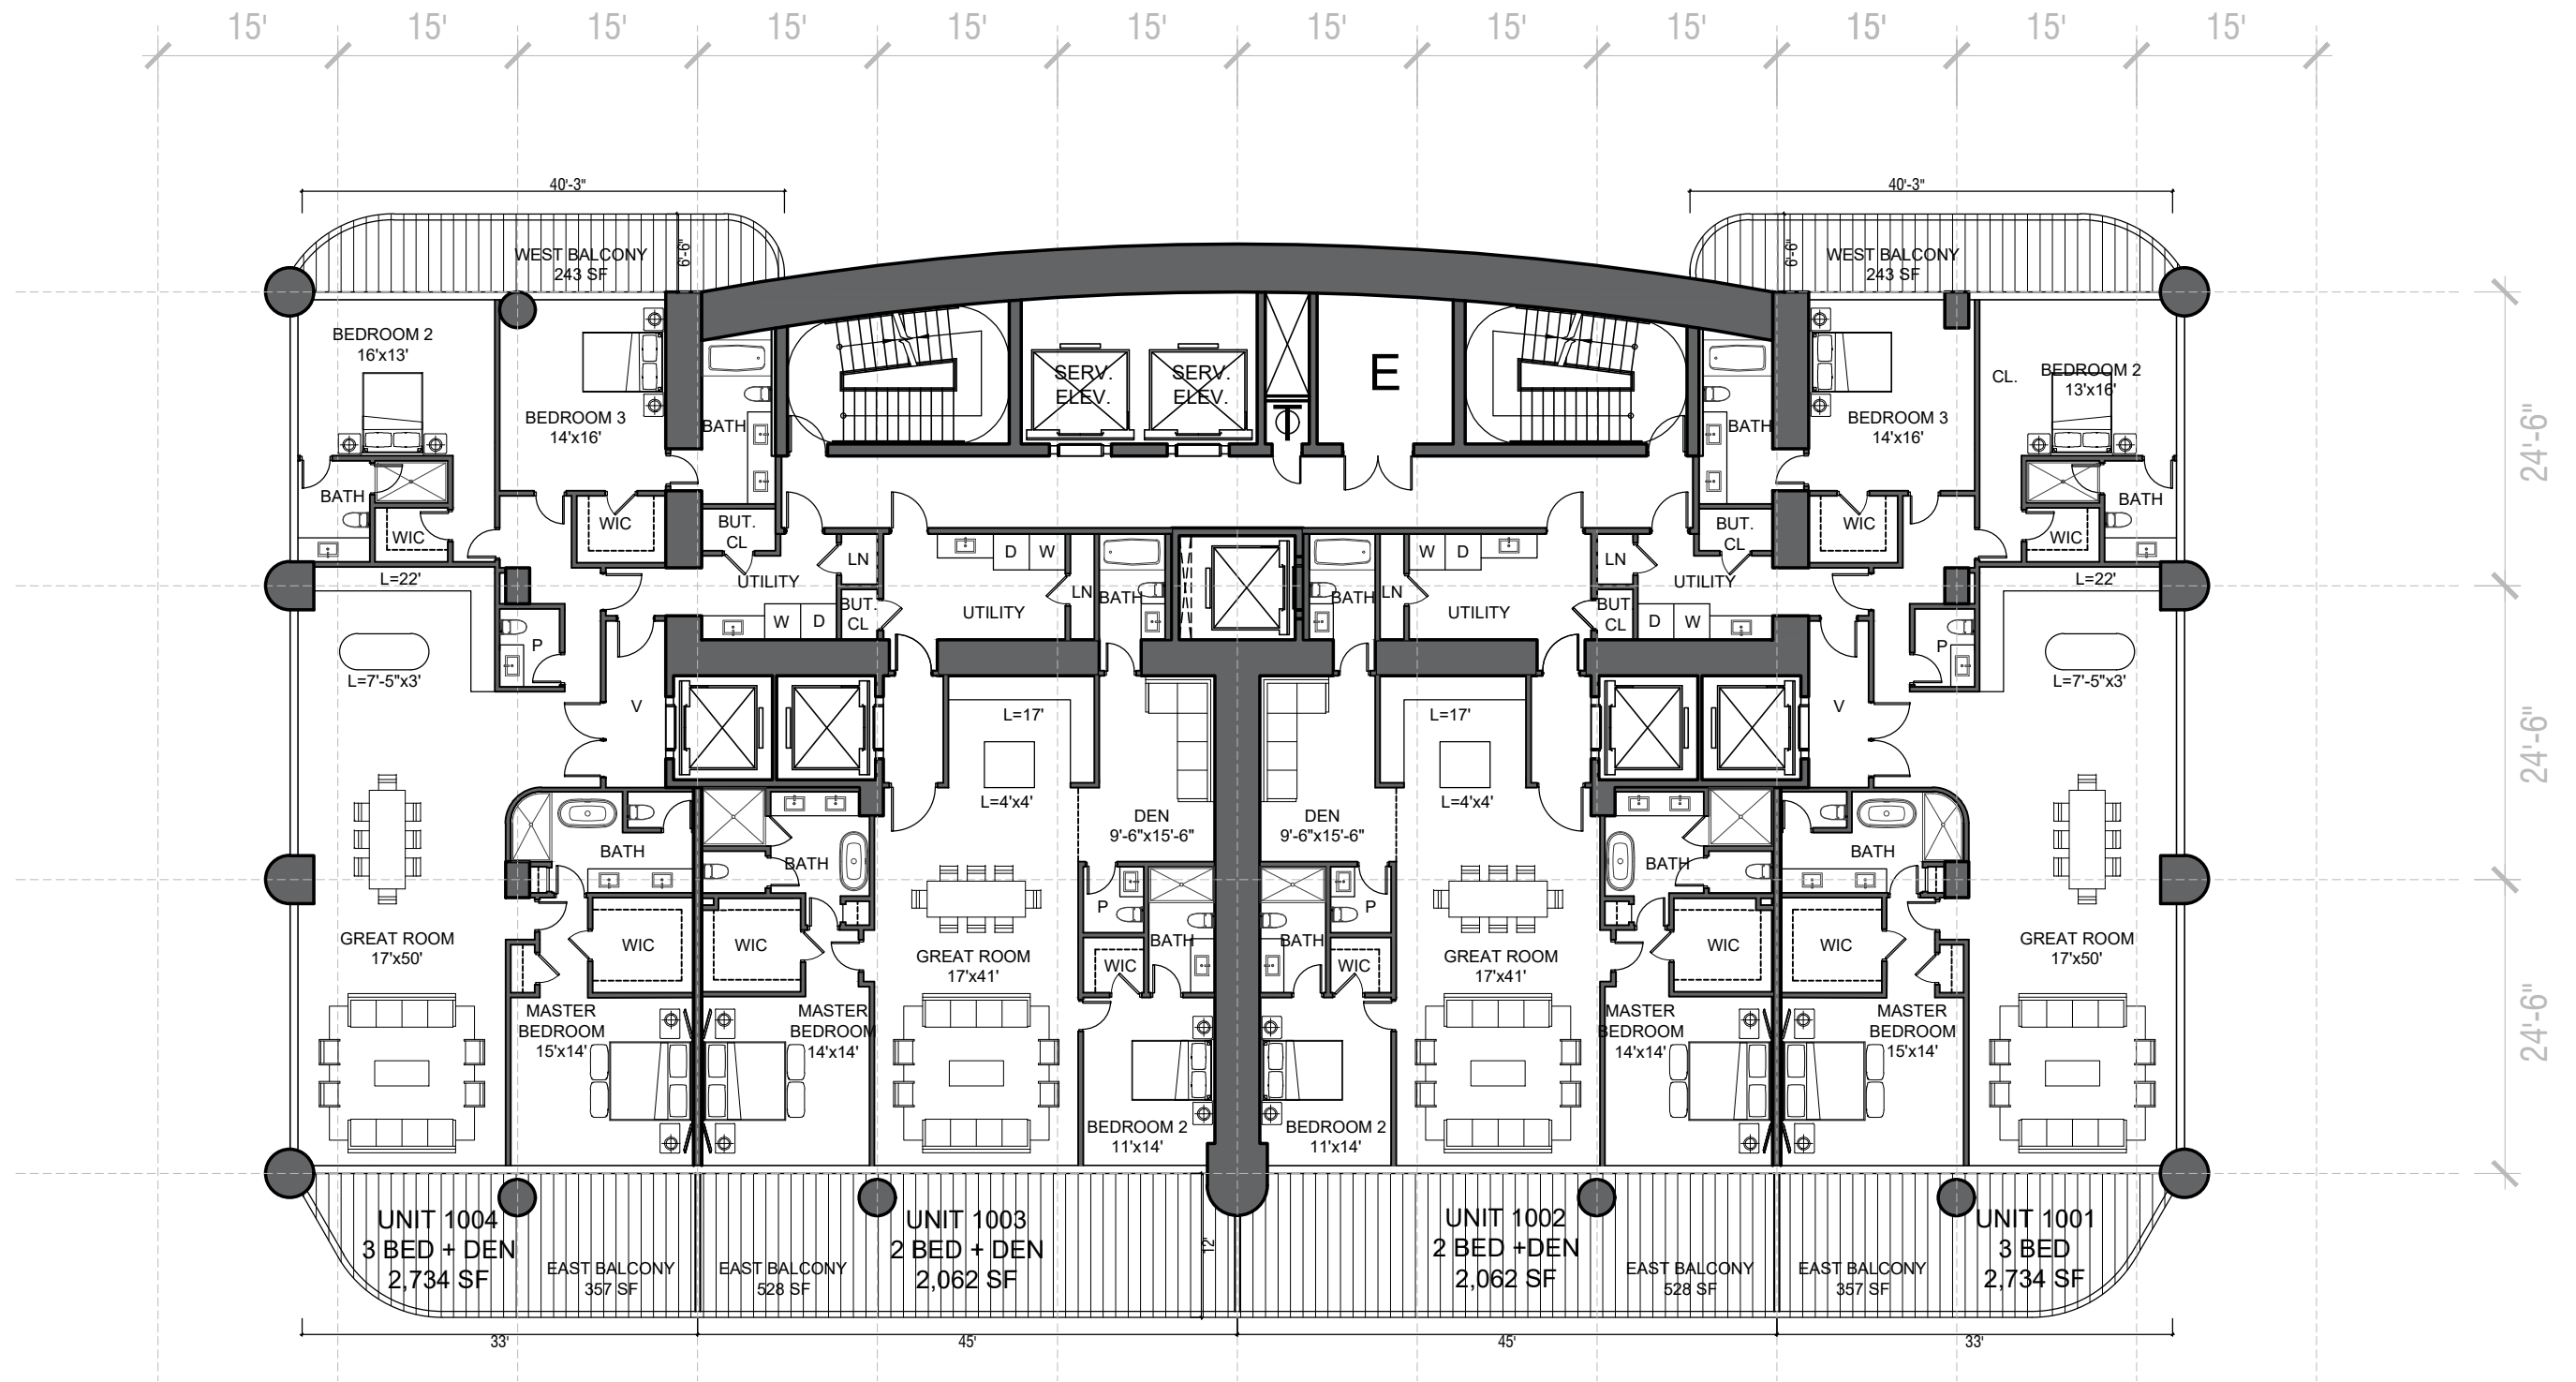 15' 15' 15' 15' 15' 15' 15' 15' 15' 15' 15' 15'
40'-3" 40'-3"
WEST BALCONY
243 SF
6'-6"
6'-6"
WEST BALCONY
243 SF
BEDROOM 2
16'x13'
BEDROOM 3
14'x16'
BATH
SERV.
ELEV.
SERV.
ELEV.
E
BATH
BEDROOM 3
14'x16'
CL.
BEDROOM 2
13'x16'
24'-6"
BATH
WIC
WIC
BUT.
CL
UTILITY
LN
BUT.
CL
W D
D W
UTILITY
LN
BATH
BATH
LN
W D
UTILITY
LN
BUT.
CL
BUT.
CL
UTILITY
D W
WIC
WIC
BATH
L=22'
P
L=7'-5"x3'
V
L=17'
L=4'x4'
DEN
9'-6"x15'-6"
DEN
9'-6"x15'-6"
L=17'
L=4'x4'
V
P
L=22'
L=7'-5"x3'
24'-6"
BATH
BATH
P
P
BATH
BATH
GREAT ROOM
17'x50'
WIC
WIC
GREAT ROOM
17'x41'
BATH
WIC
BATH
WIC
GREAT ROOM
17'x41'
WIC
WIC
GREAT ROOM
17'x50'
MASTER
BEDROOM
15'x14'
MASTER
BEDROOM
14'x14'
BEDROOM 2
11'x14'
BEDROOM 2
11'x14'
MASTER
BEDROOM
14'x14'
MASTER
BEDROOM
15'x14'
24'-6"
UNIT 1004
3 BED + DEN
2,734 SF
EAST BALCONY
357 SF
EAST BALCONY
528 SF
UNIT 1003
2 BED + DEN
2,062 SF
12'
UNIT 1002
2 BED +DEN
2,062 SF
EAST BALCONY
528 SF
EAST BALCONY
357 SF
UNIT 1001
3 BED
2,734 SF
33' 45' 45' 33'